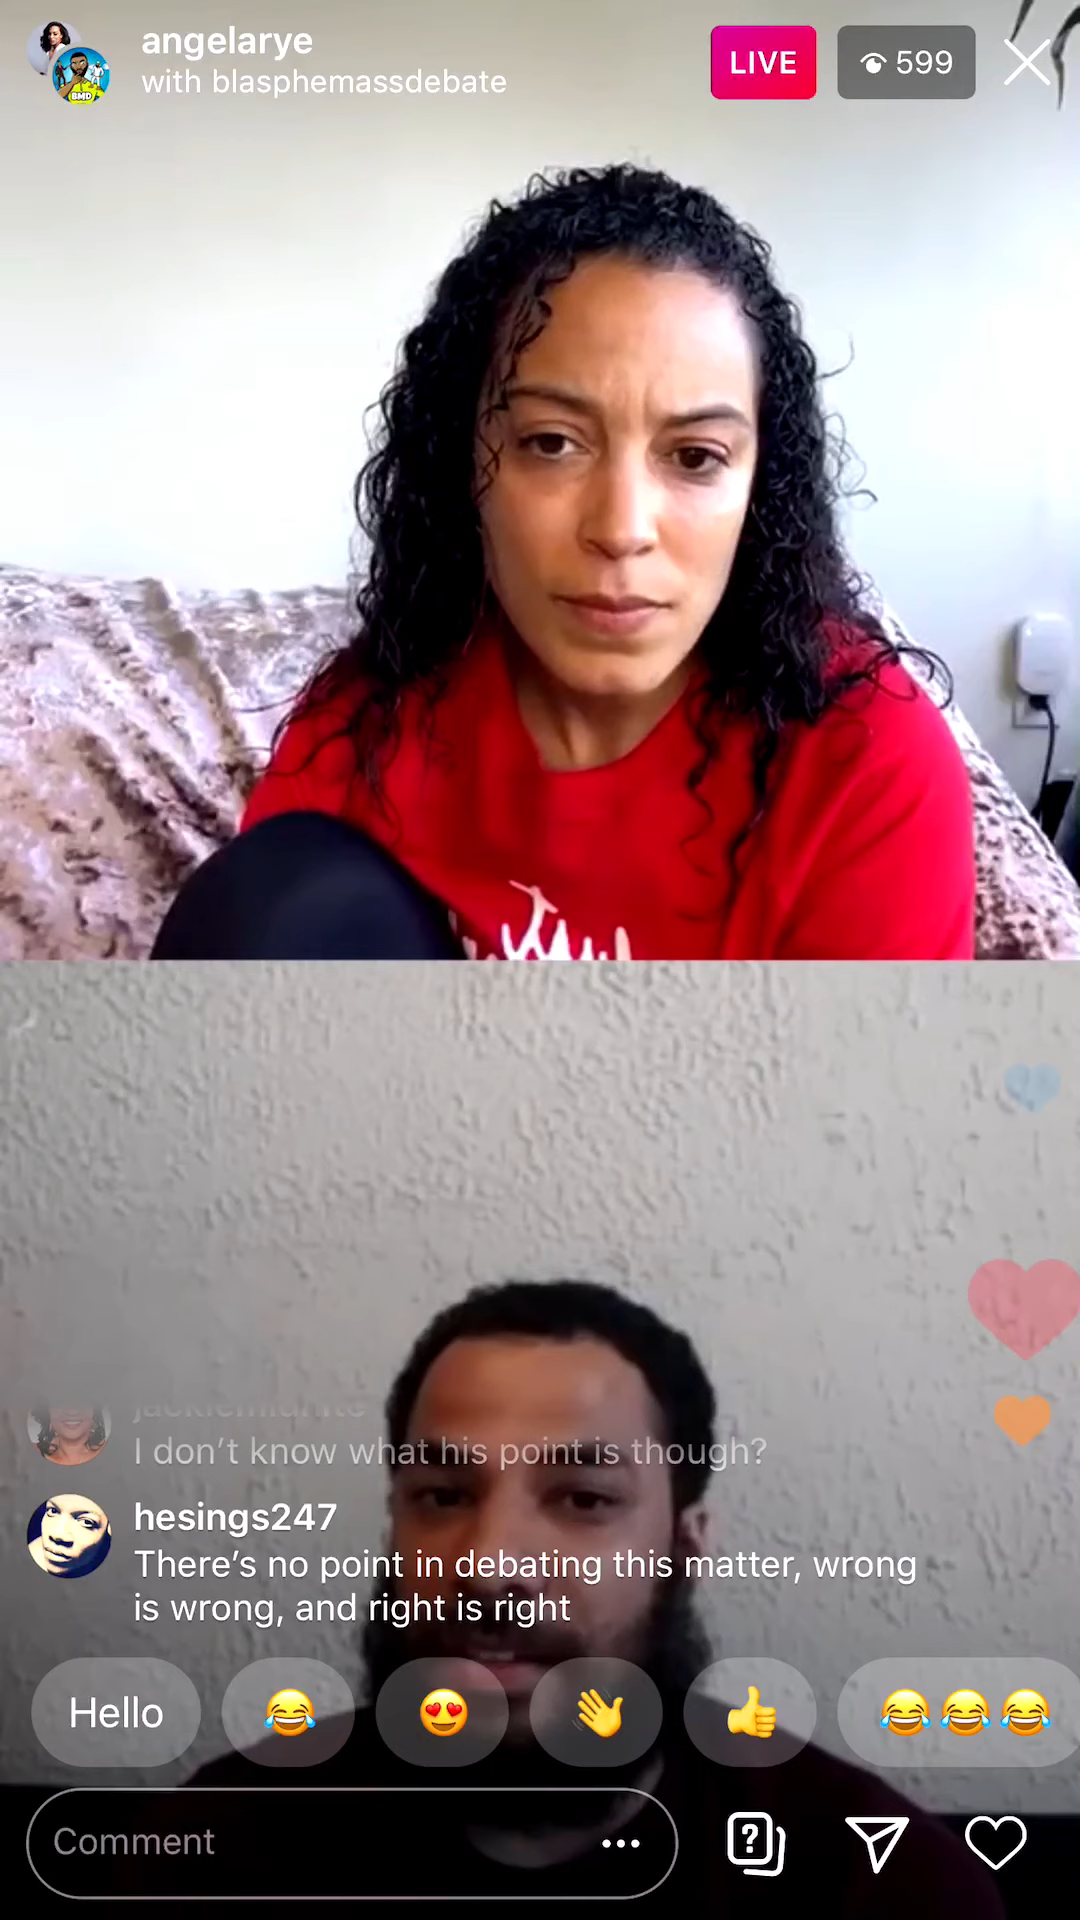 angelarye
with blasphemassdebate
LIVE
599
BMD
I don’t know what his point is though?
hesings247
There’s no point in debating this matter, wrong
is wrong, and right is right
Hello
Comment